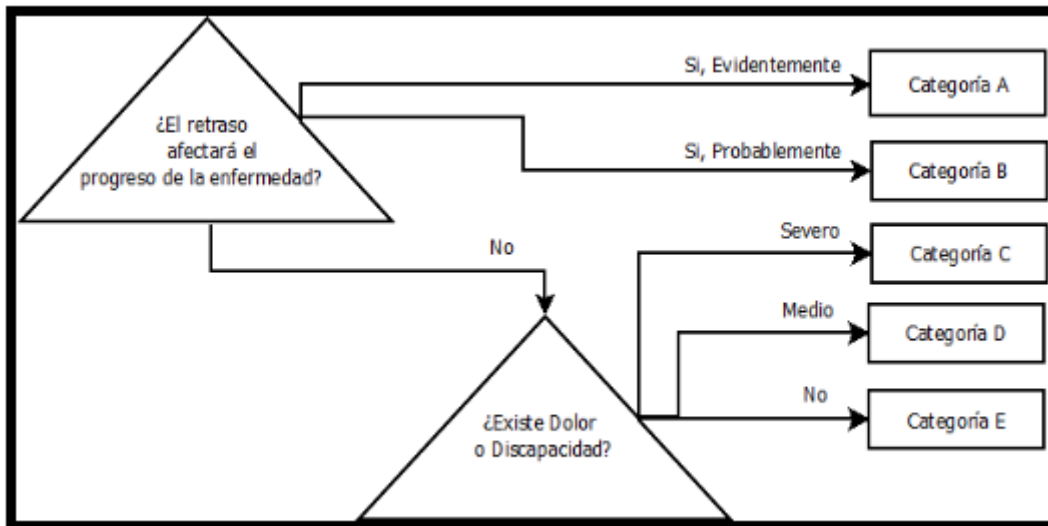 Si, Evidentemente
Categoría A
¿El retraso
afectará el
progreso de la enfermedad?
Si, Probablemente
Categoría B
No
Severo
Categoría C
Medio
Categoría D
¿Existe Dolor
o Discapacidad?
No
Categoría E